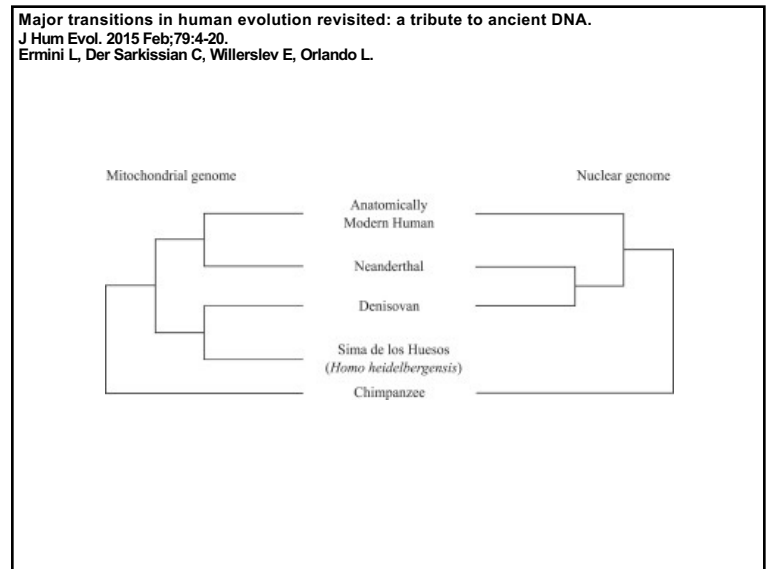 Major transitions in human evolution revisited: a tribute to ancient DNA.
J Hum Evol. 2015 Feb;79:4-20.
Ermini L, Der Sarkissian C, Willerslev E, Orlando L.
Mitochondrial genome
Nuclear genome
Anatomically
Modern Human
Neanderthal
Denisovan
Sima de los Huesos
(Homo heidelbergensis)
Chimpanzee